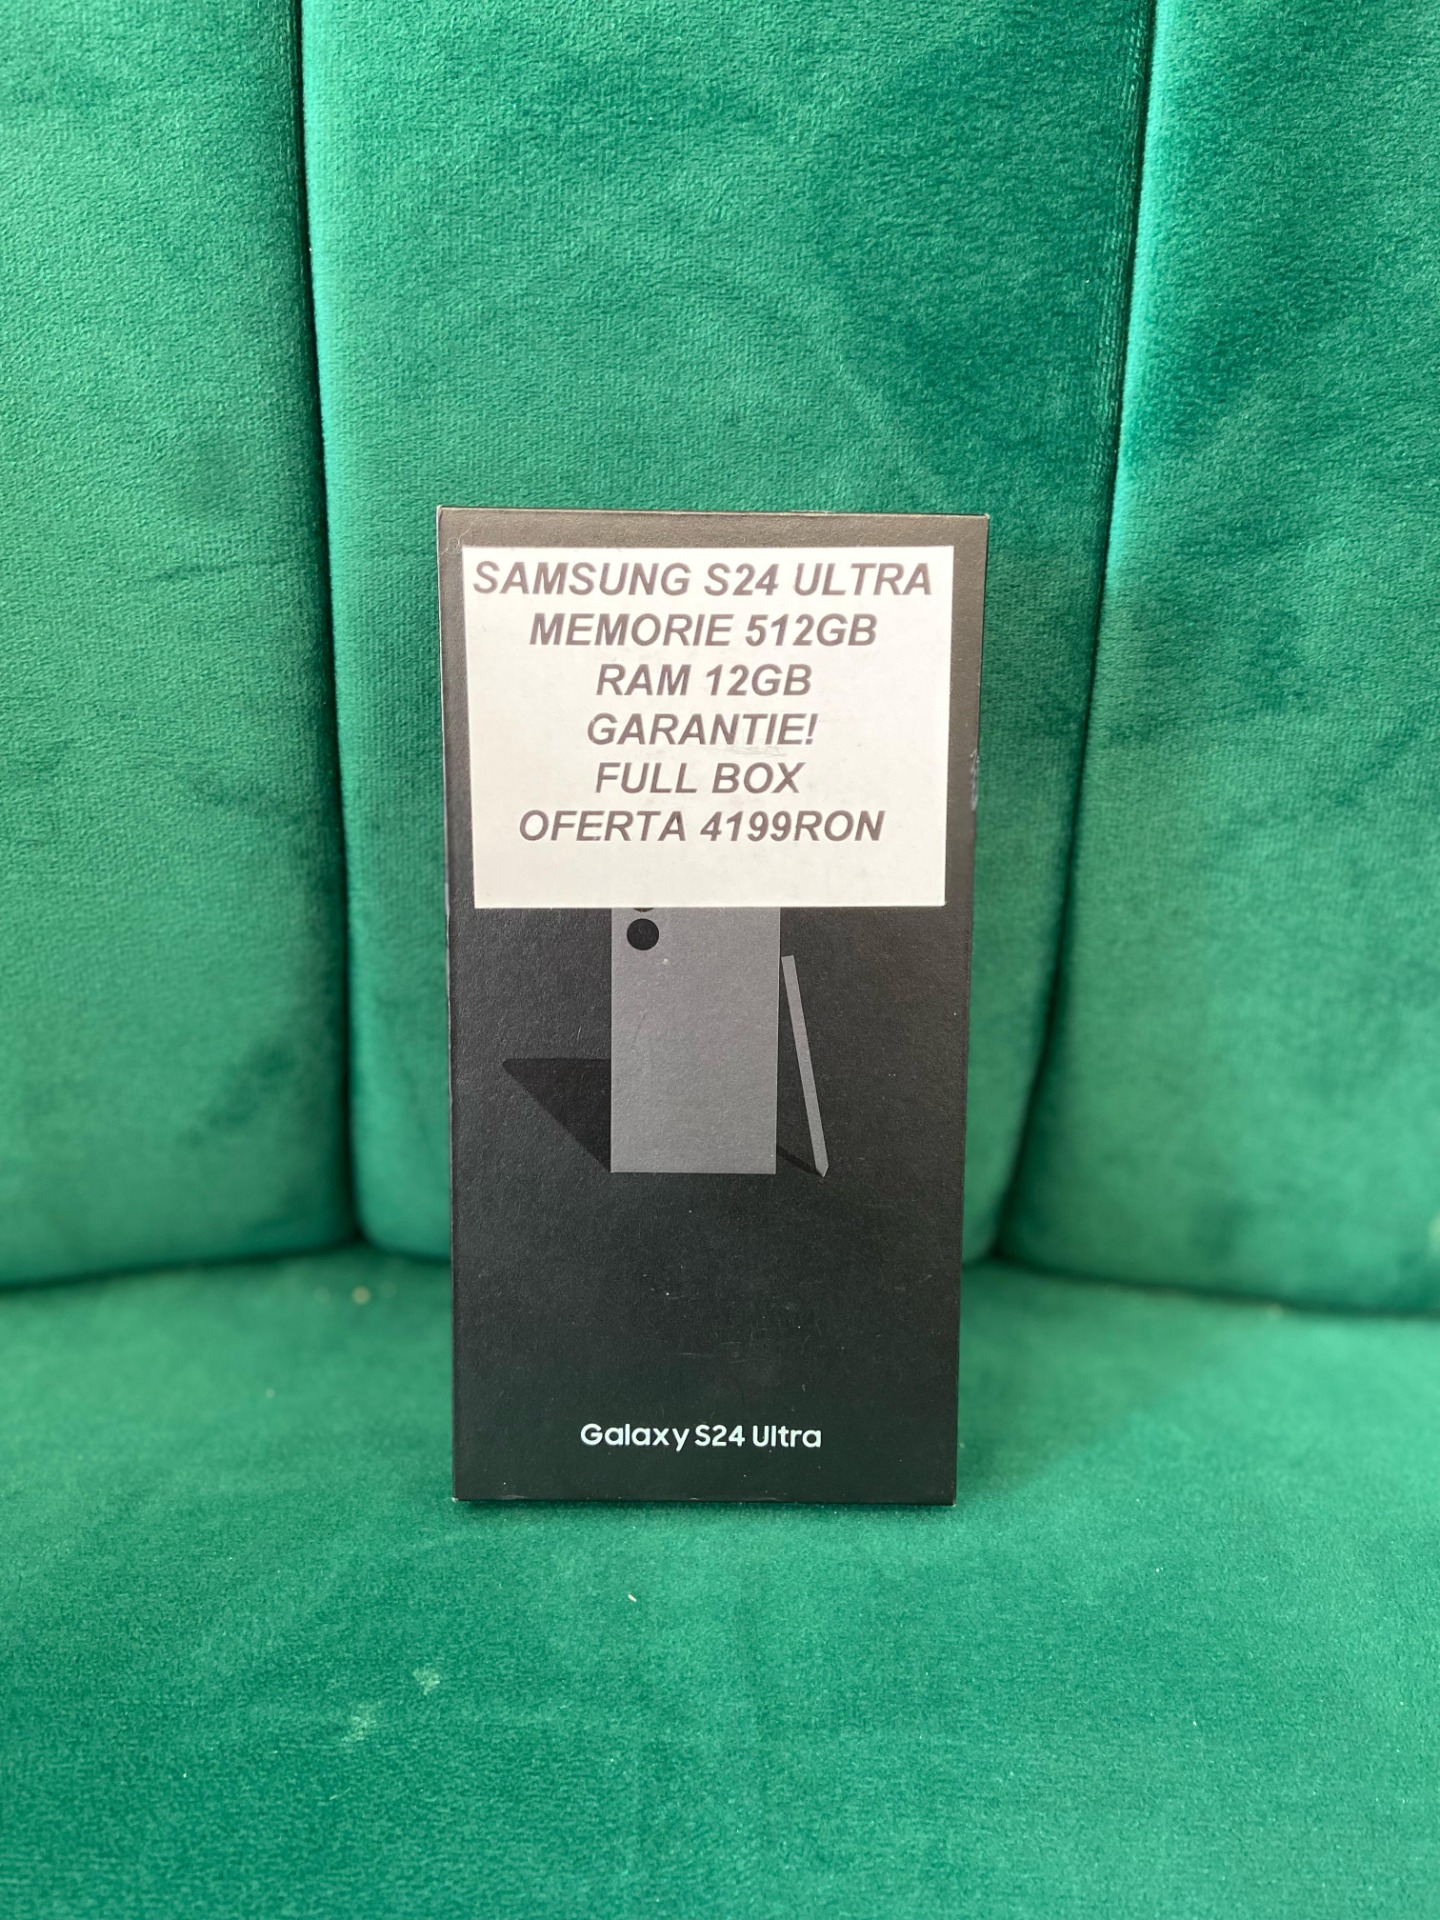 SAMSUNG S24 ULTRA
MEMORIE 512GB
RAM 12GB
GARANTIE!
FULL BOX
OFERTA 4199RON
Galaxy S24 Ultra